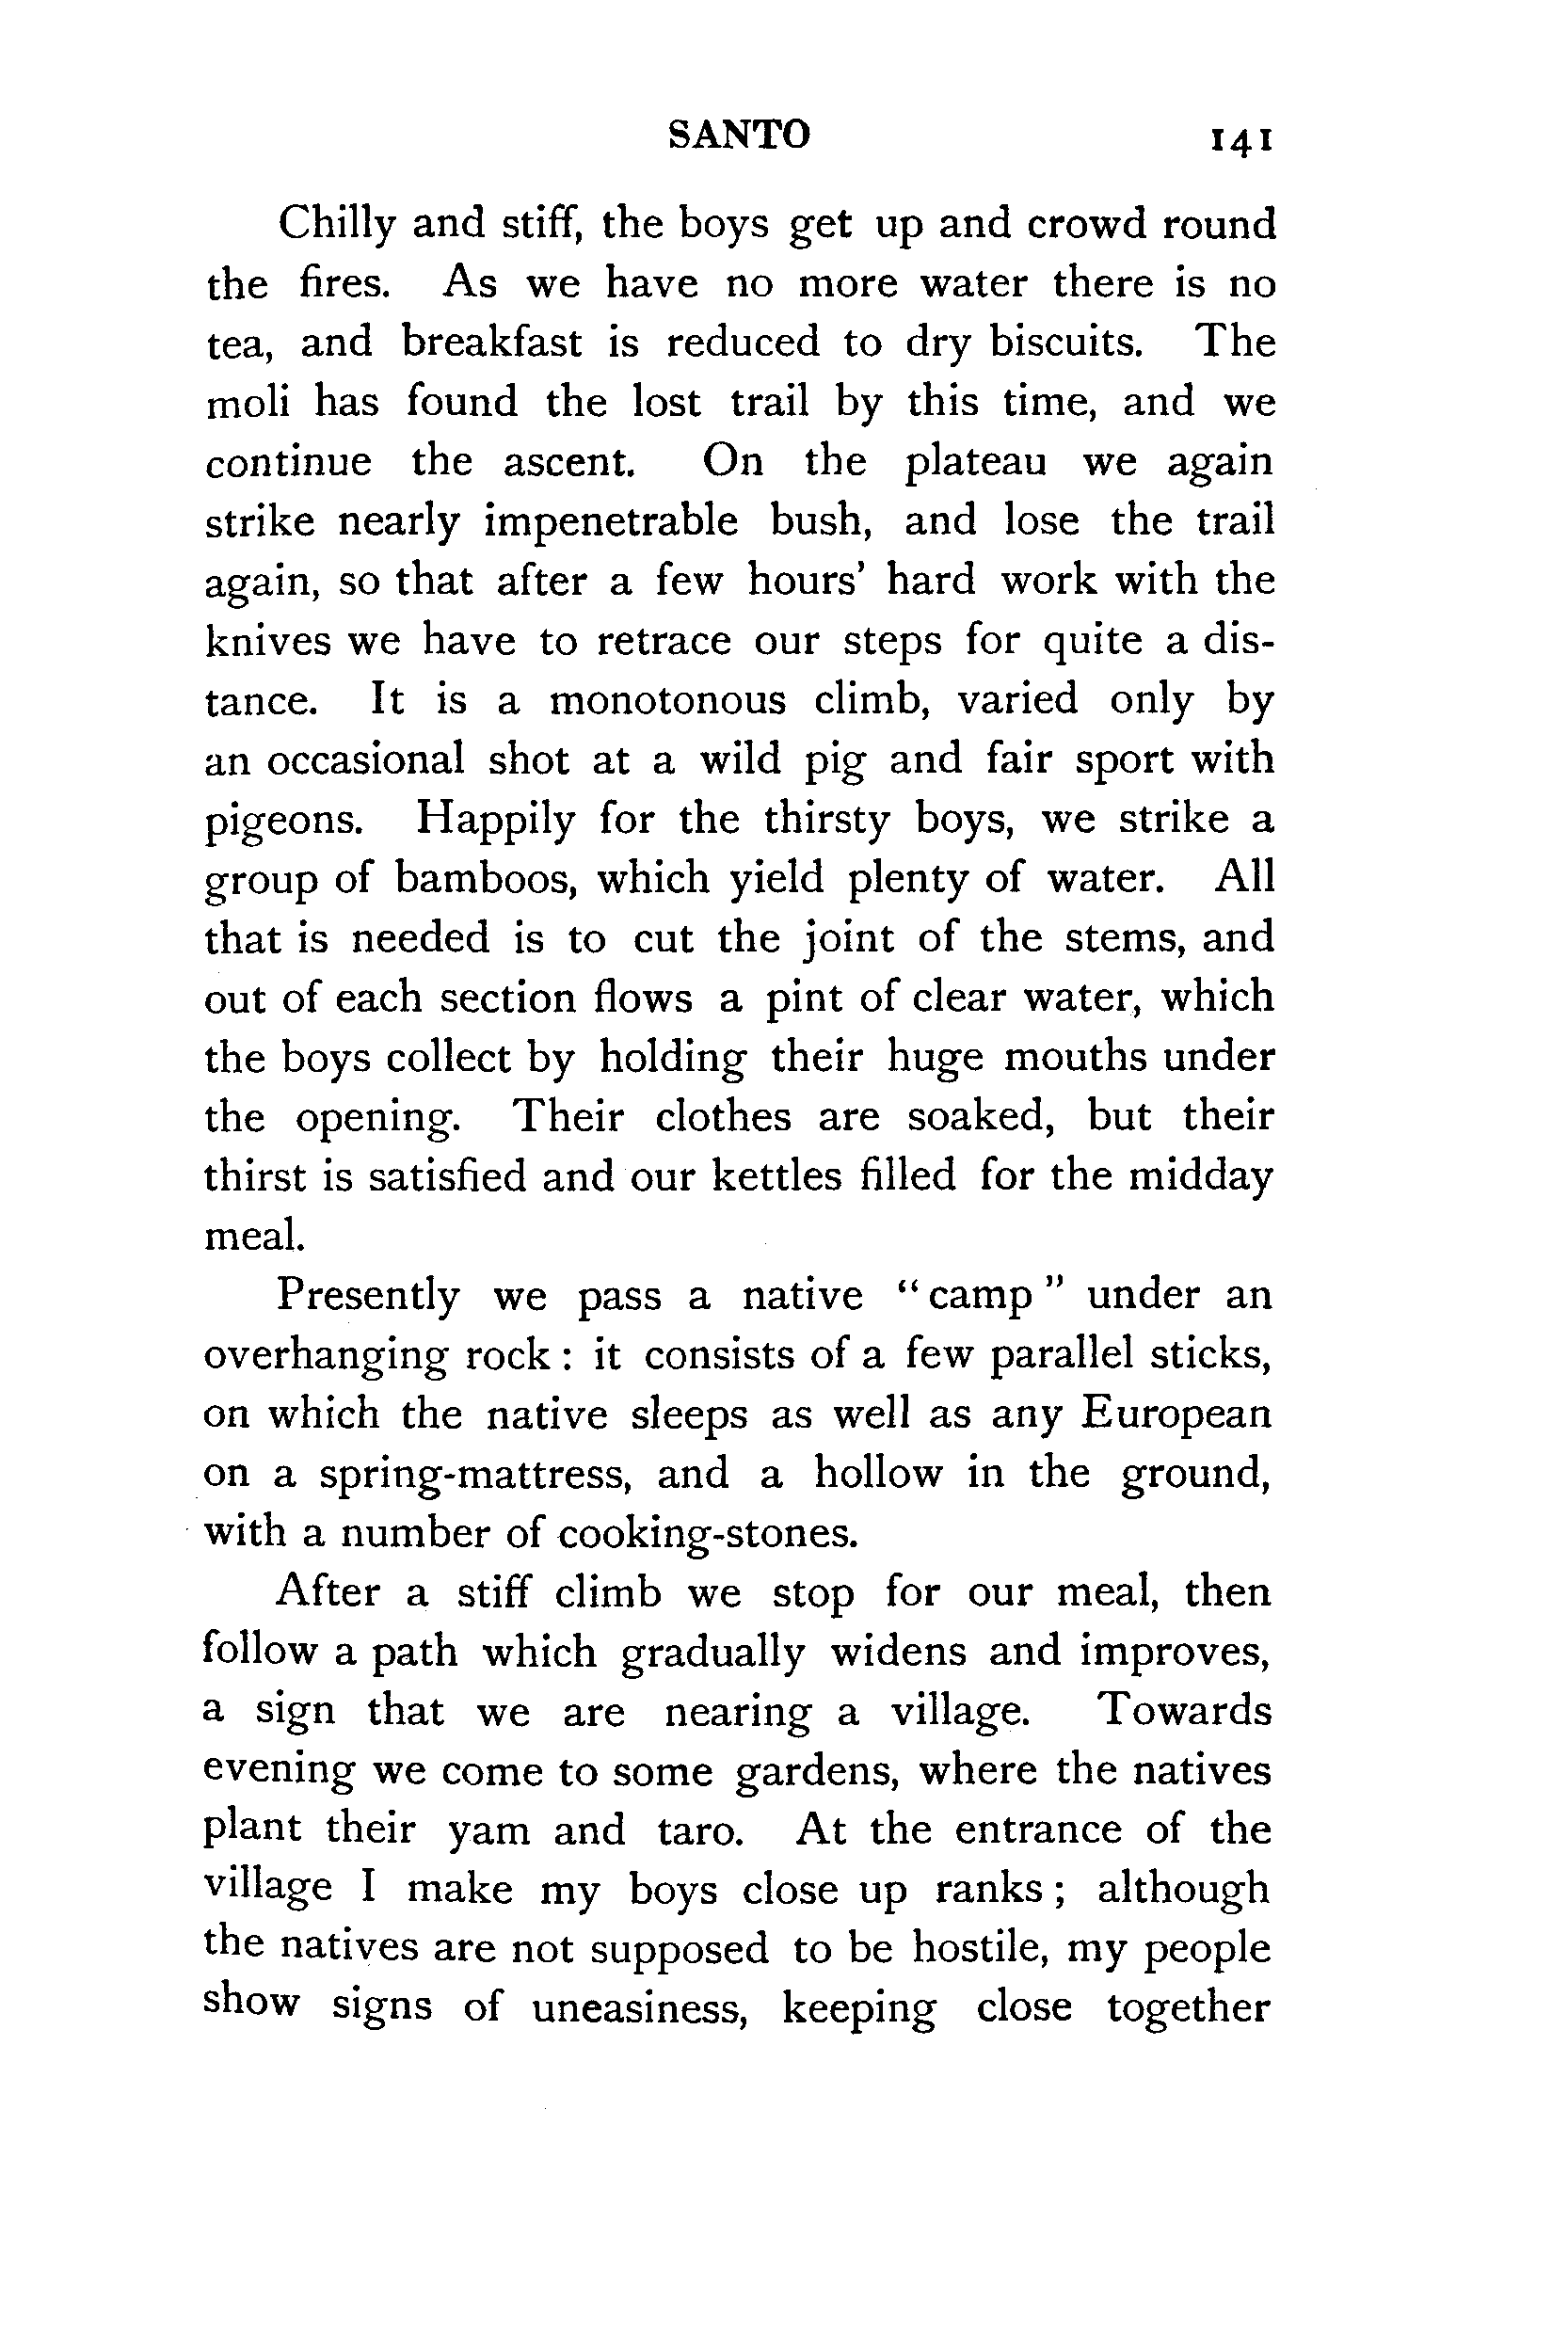 SANTO 141
Chilly and stiff, the boys get up and crowd round
the fires. As we have no more water there is no
tea, and breakfast is reduced to dry biscuits. The
moli has found the lost trail by this time, and we
continue the ascent. On the plateau we again
strike nearly impenetrable bush, and lose the trail
again, so that after a few hours’ hard work with the
knives we have to retrace our steps for quite a dis-
tance. It is a monotonous climb, varied only by
an occasional shot at a wild pig and fair sport with
pigeons. Happily for the thirsty boys, we strike a
group of bamboos, which yield plenty of water. All
that is needed is to cut the joint of the stems, and
out of each section flows a pint of clear water, which
the boys collect by holding their huge mouths under
the opening. Their clothes are soaked, but their
thirst is satisfied and our kettles filled for the midday
meal.
Presently we pass a native “camp” under an
overhanging rock : it consists of a few parallel sticks,
on which the native sleeps as well as any European
on a spring-mattress, and a hollow in the ground,
with a number of cooking-stones.
After a stiff climb we stop for our meal, then
follow a path which gradually widens and improves,
a sign that we are nearing a village. Towards
evening we come to some gardens, where the natives
plant their yam and taro. At the entrance of the
village I make my boys close up ranks ; although
the natives are not supposed to be hostile, my people
show signs of uneasiness, keeping close together